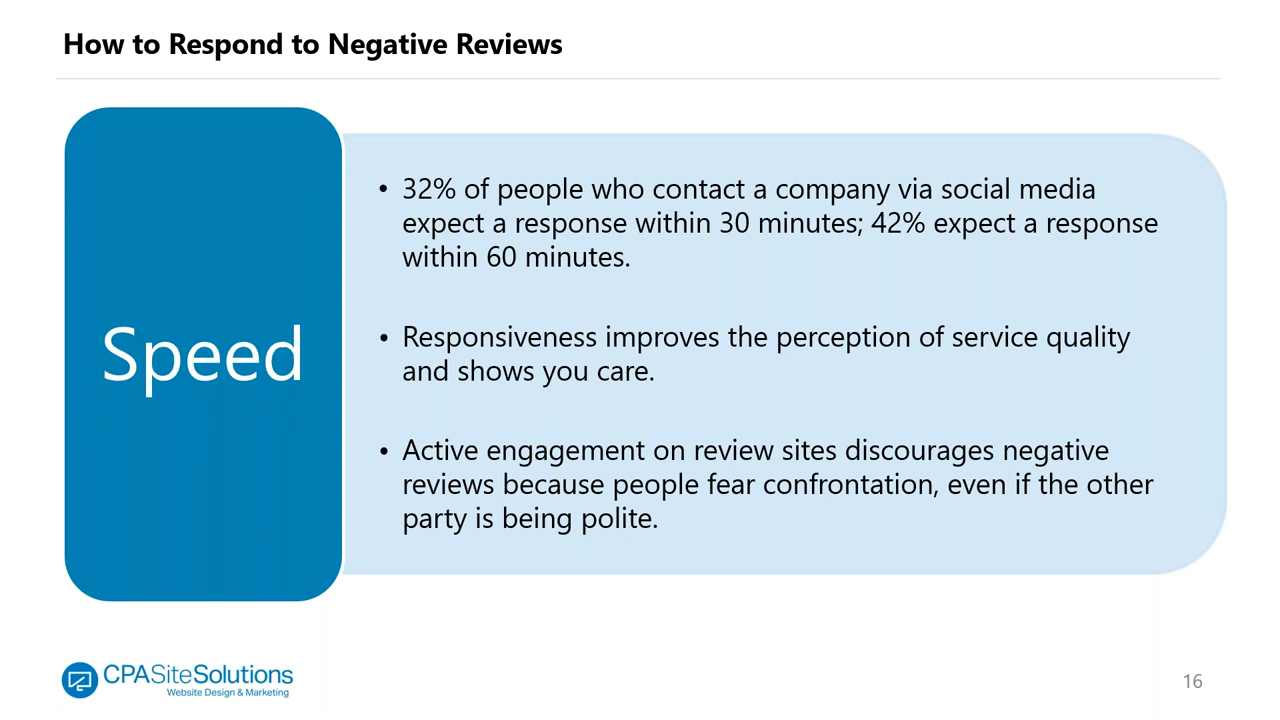 How to Respond to Negative Reviews
Speed
• 32% of people who contact a company via social media
expect a response within 30 minutes; 42% expect a response
within 60 minutes.
• Responsiveness improves the perception of service quality
and shows you care.
• Active engagement on review sites discourages negative
reviews because people fear confrontation, even if the other
party is being polite.
CPASiteSolutions
Website Design & Marketing
16